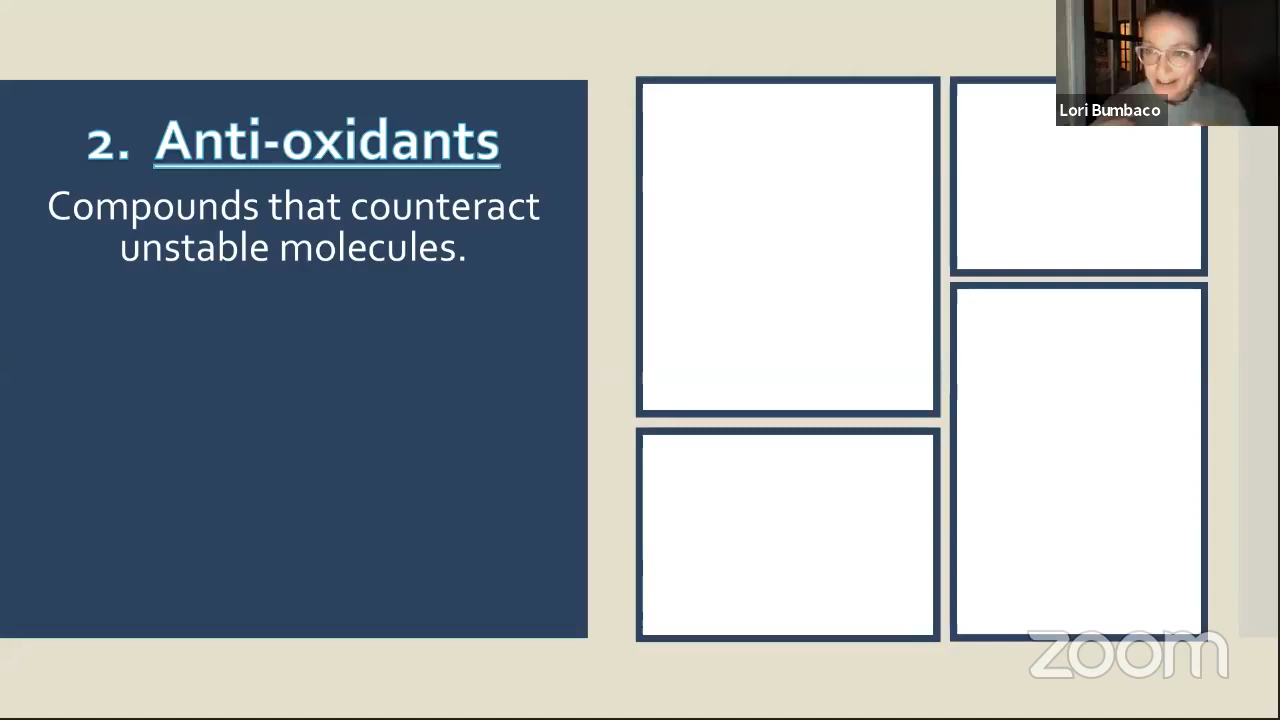 2. Anti-oxidants
Compounds that counteract
unstable molecules.
Lori Bumbaco
zoom